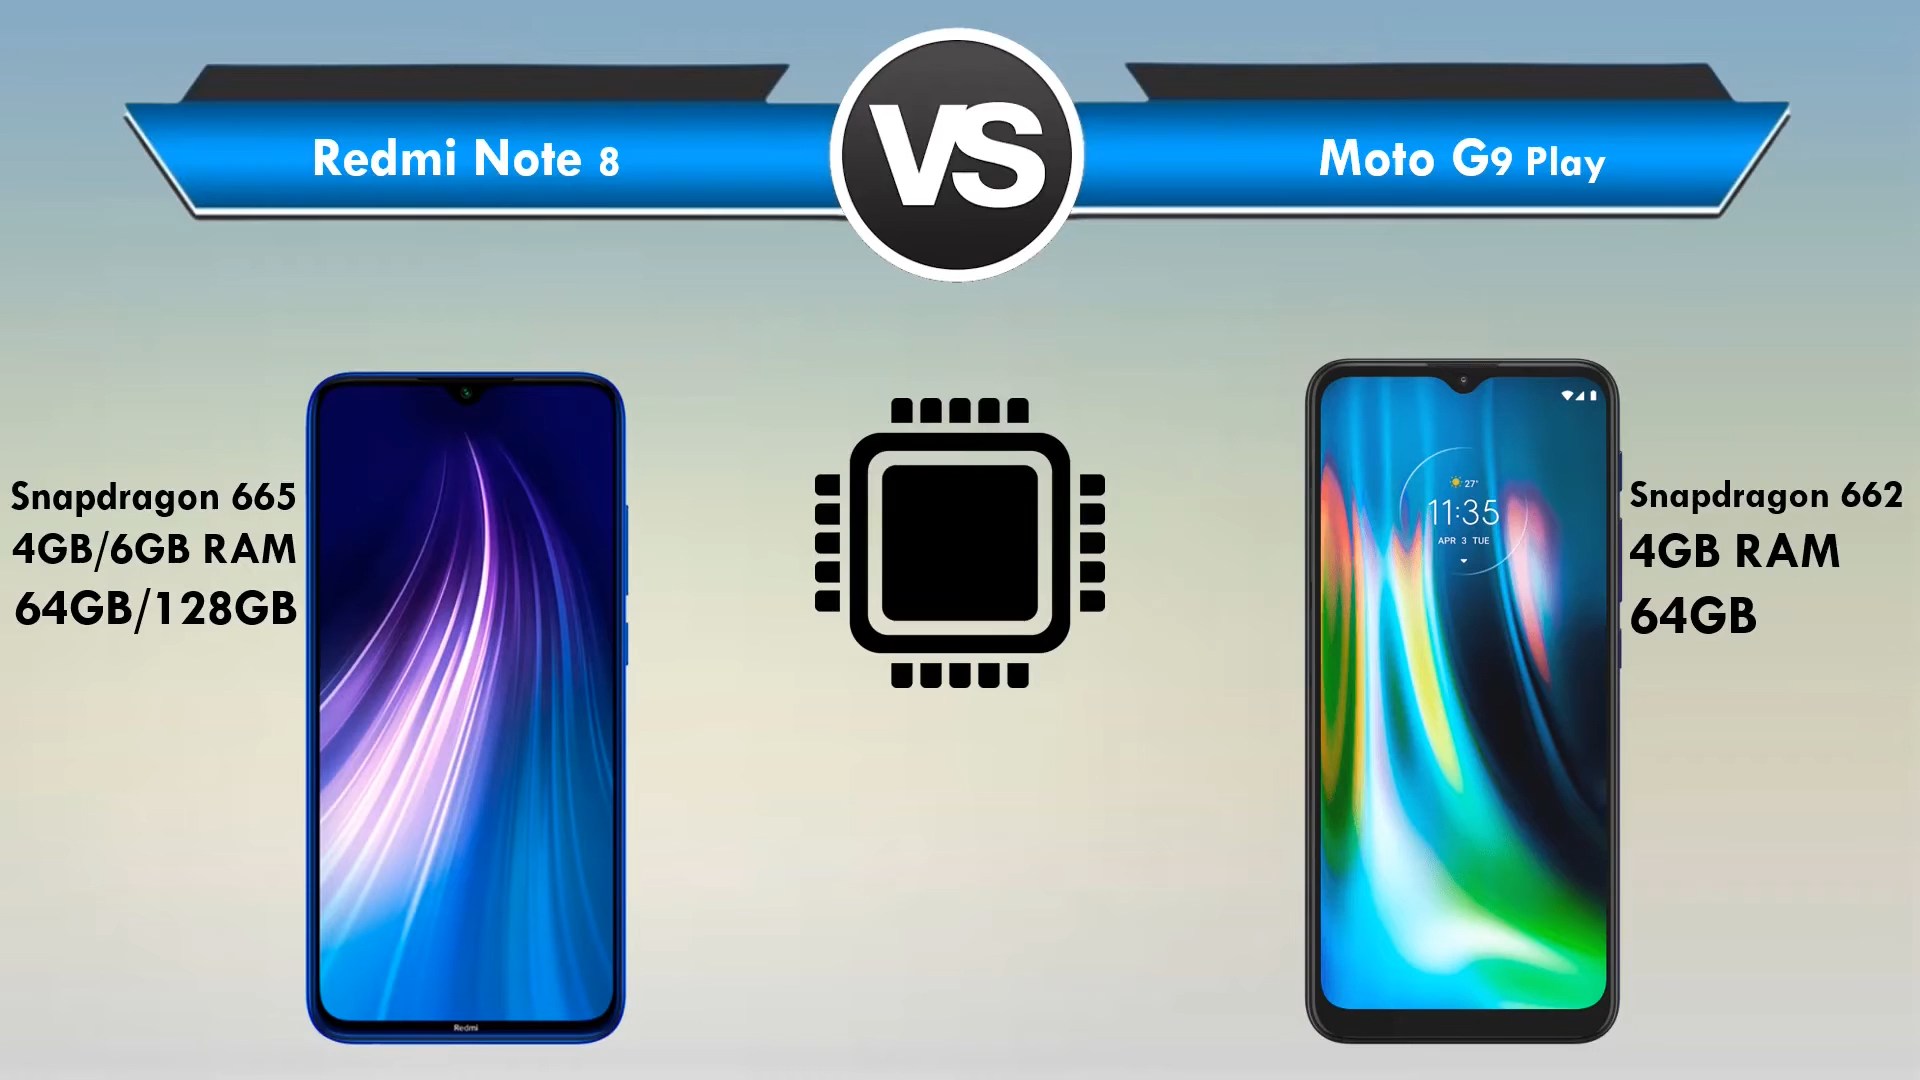 Redmi Note 8
VS
Moto G9 Play
Snapdragon 665
4GB/6GB RAM
64GB/128GB
Redmi
27°
11:35
APR 3 TUE
Snapdragon 662
4GB RAM
64GB